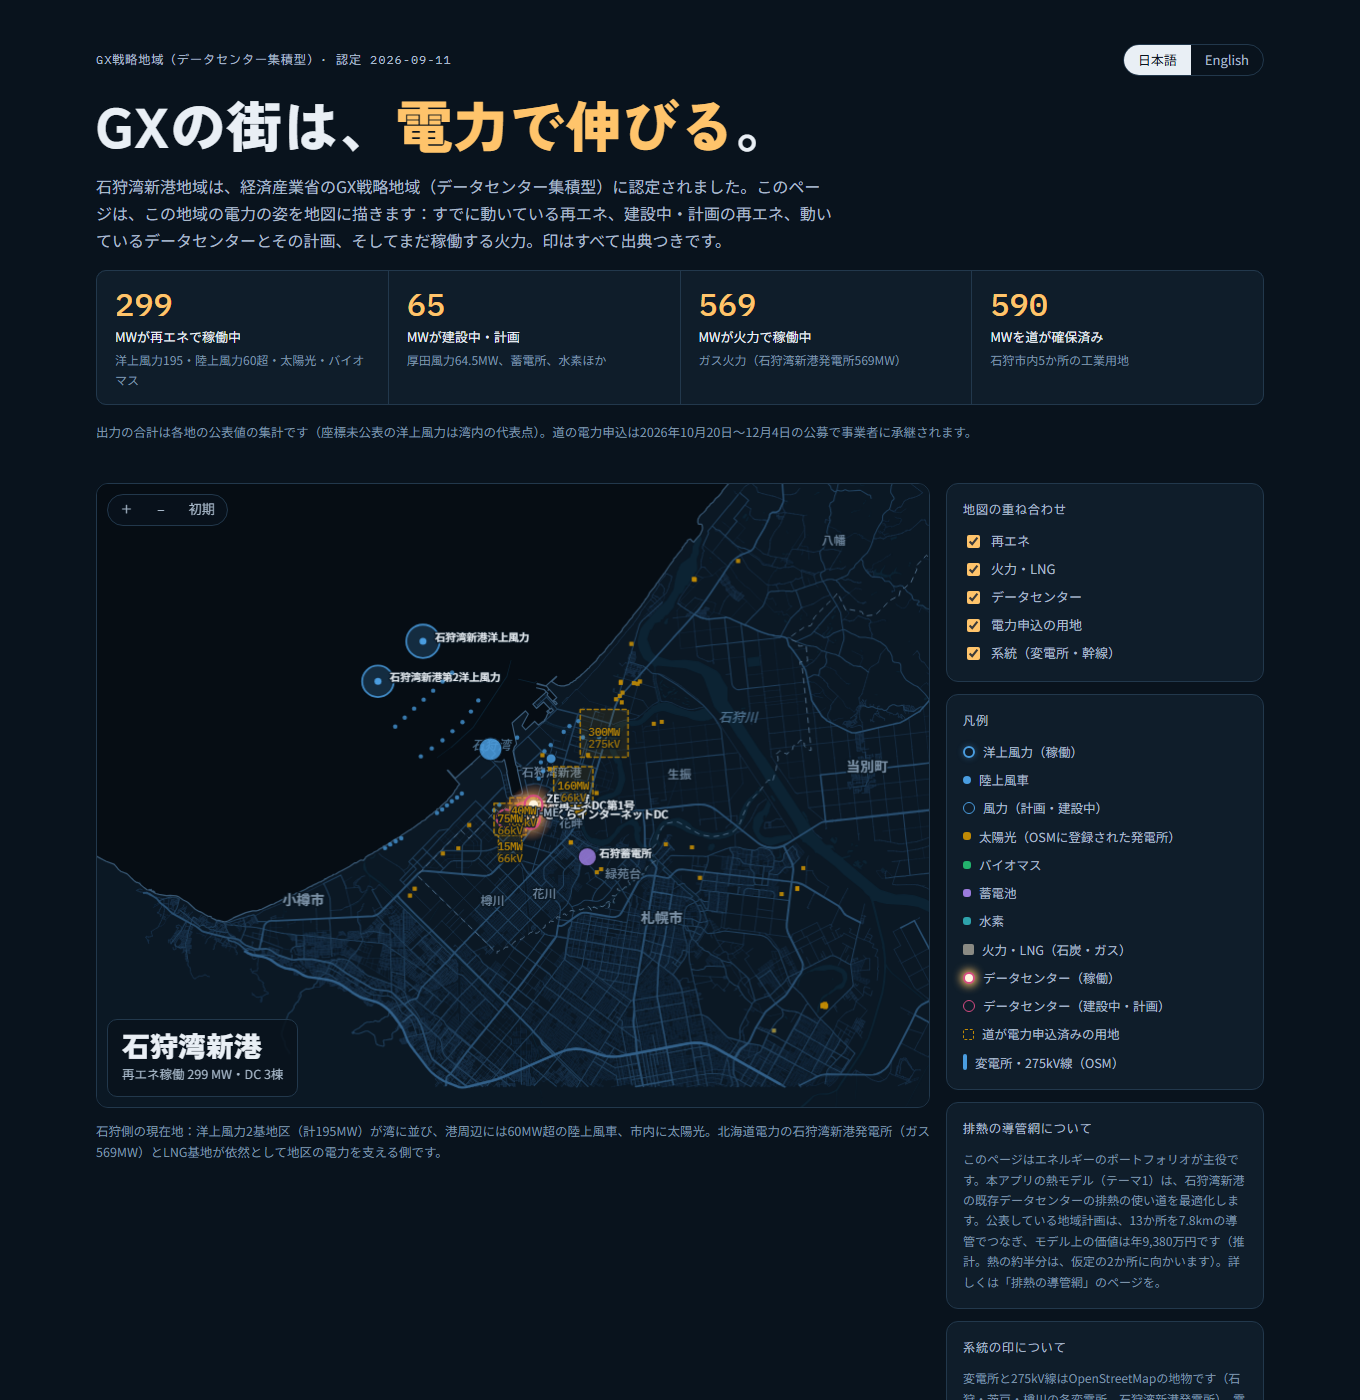 GX戦略地域（データセンター集積型）・ 認定 2026-09-11
日本語
English
GXの街は、電力で伸びる。
石狩湾新港地域は、経済産業省のGX戦略地域（データセンター集積型）に認定されました。このペー
ジは、この地域の電力の姿を地図に描きます：すでに動いている再エネ、建設中・計画の再エネ、動い
ているデータセンターとその計画、そしてまだ稼働する火力。印はすべて出典つきです。
299
MWが再エネで稼働中
洋上風力195・陸上風力60超・太陽光・バイオ
マス
65
MWが建設中・計画
厚田風力64.5MW、蓄電所、水素ほか
569
MWが火力で稼働中
ガス火力（石狩湾新港発電所569MW）
590
MWを道が確保済み
石狩市内5か所の工業用地
出力の合計は各地の公表値の集計です（座標未公表の洋上風力は湾内の代表点）。道の電力申込は2026年10月20日〜12月4日の公募で事業者に承継されます。
+
−
初期
八幡
石狩湾新港洋上風力
石狩湾新港第2洋上風力
石狩川
300MW
275kV
当別町
石狩湾新港
生振
160MW
66kV
75MW
66kV
花畔
15MW
66kV
石狩蓄電所
緑苑台
小樽市
樽川
花川
札幌市
石狩湾新港
再エネ稼働 299 MW・DC 3棟
石狩側の現在地：洋上風力2基地区（計195MW）が湾に並び、港周辺には60MW超の陸上風車、市内に太陽光。北海道電力の石狩湾新港発電所（ガス
569MW）とLNG基地が依然として地区の電力を支える側です。
地図の重ね合わせ
再エネ
火力・LNG
データセンター
電力申込の用地
系統（変電所・幹線）
凡例
洋上風力（稼働）
陸上風車
風力（計画・建設中）
太陽光（OSMに登録された発電所）
バイオマス
蓄電池
水素
火力・LNG（石炭・ガス）
データセンター（稼働）
データセンター（建設中・計画）
道が電力申込済みの用地
変電所・275kV線（OSM）
排熱の導管網について
このページはエネルギーのポートフォリオが主役で
す。本アプリの熱モデル（テーマ1）は、石狩湾新港
の既存データセンターの排熱の使い道を最適化しま
す。公表している地域計画は、13か所を7.8kmの導
管でつなぎ、モデル上の価値は年9,380万円です（推
計。熱の約半分は、仮定の2か所に向かいます）。詳
しくは「排熱の導管網」のページを。
系統の印について
変電所と275kV線はOpenStreetMapの地物です（石